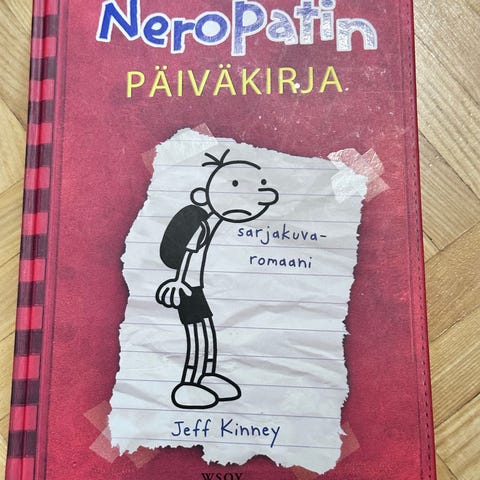 Neropatin
PÄIVÄKIRJA
sarjakuva-
romaani
Jeff Kinney
WSOY